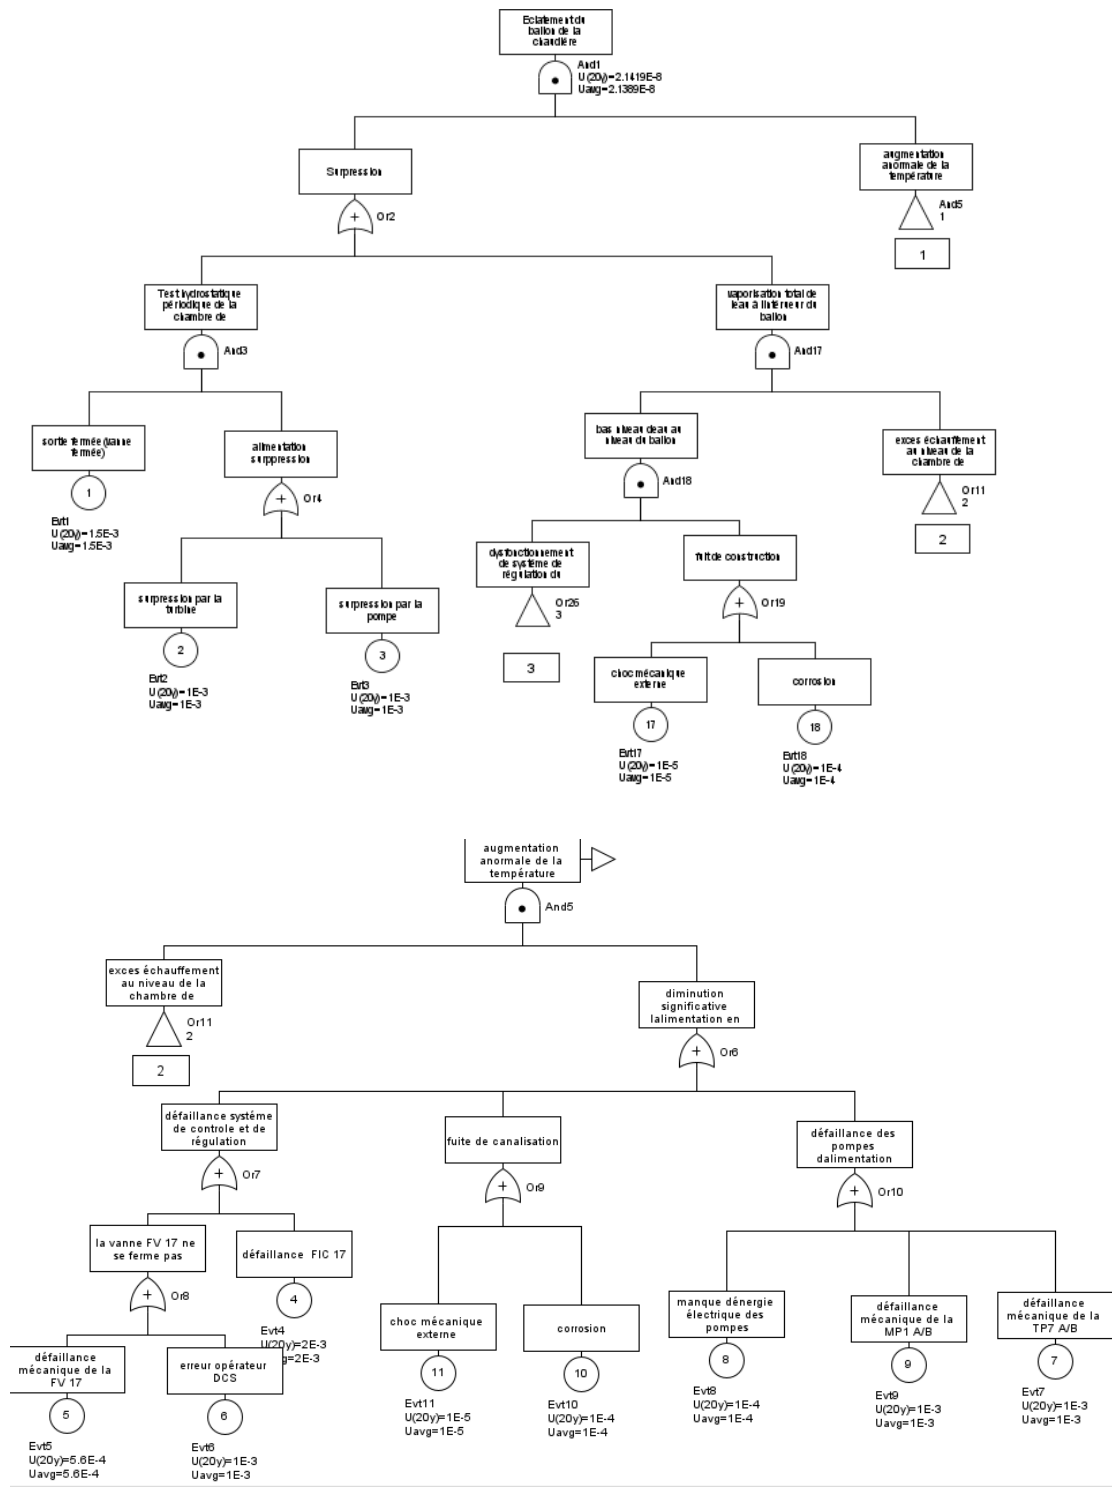 Eclatement du
ballon de la
chaudière
And1
U(20y)=2.1419E-8
Uavg=2.1389E-8
Surpression
Or2
augmentation
anormale de la
température
And5
1
1
Test hydrostatique
périodique de la
chambre de
And3
vaporisation total de
leau à lintérieur du
ballon
And17
sortie fermée(vanne
fermée)
1
Evt1
U(20y)=1.5E-3
Uavg=1.5E-3
alimentation
surppression
Or4
bas niveau deau au
niveau du ballon
And18
exces échauffement
au niveau de la
chambre de
Or11
2
2
surpression par la
turbine
2
Evt2
U(20y)=1E-3
Uavg=1E-3
surpression par la
pompe
3
Evt3
U(20y)=1E-3
Uavg=1E-3
dysfonctionnement
de système de
régulation du
Or26
3
3
fuit de construction
Or19
choc mécanique
externe
17
Evt17
U(20y)=1E-5
Uavg=1E-5
corrosion
18
Evt18
U(20y)=1E-4
Uavg=1E-4
augmentation
anormale de la
température
And5
exces échauffement
au niveau de la
chambre de
Or11
2
2
diminution
significative
lalimentation en
Or6
défaillance systéme
de controle et de
régulation
Or7
fuite de canalisation
Or9
défaillance des
pompes
dalimentation
Or10
la vanne FV 17 ne
se ferme pas
Or8
défaillance FIC 17
4
Evt4
U(20y)=2E-3
g=2E-3
défaillance
mécanique de la
FV 17
5
Evt5
U(20y)=5.6E-4
Uavg=5.6E-4
erreur opérateur
DCS
6
Evt6
U(20y)=1E-3
Uavg=1E-3
choc mécanique
externe
11
Evt11
U(20y)=1E-5
Uavg=1E-5
corrosion
10
Evt10
U(20y)=1E-4
Uavg=1E-4
manque dénergie
électrique des
pompes
8
Evt8
U(20y)=1E-4
Uavg=1E-4
défaillance
mécanique de la
MP1 A/B
9
Evt9
U(20y)=1E-3
Uavg=1E-3
défaillance
mécanique de la
TP7 A/B
7
Evt7
U(20y)=1E-3
Uavg=1E-3